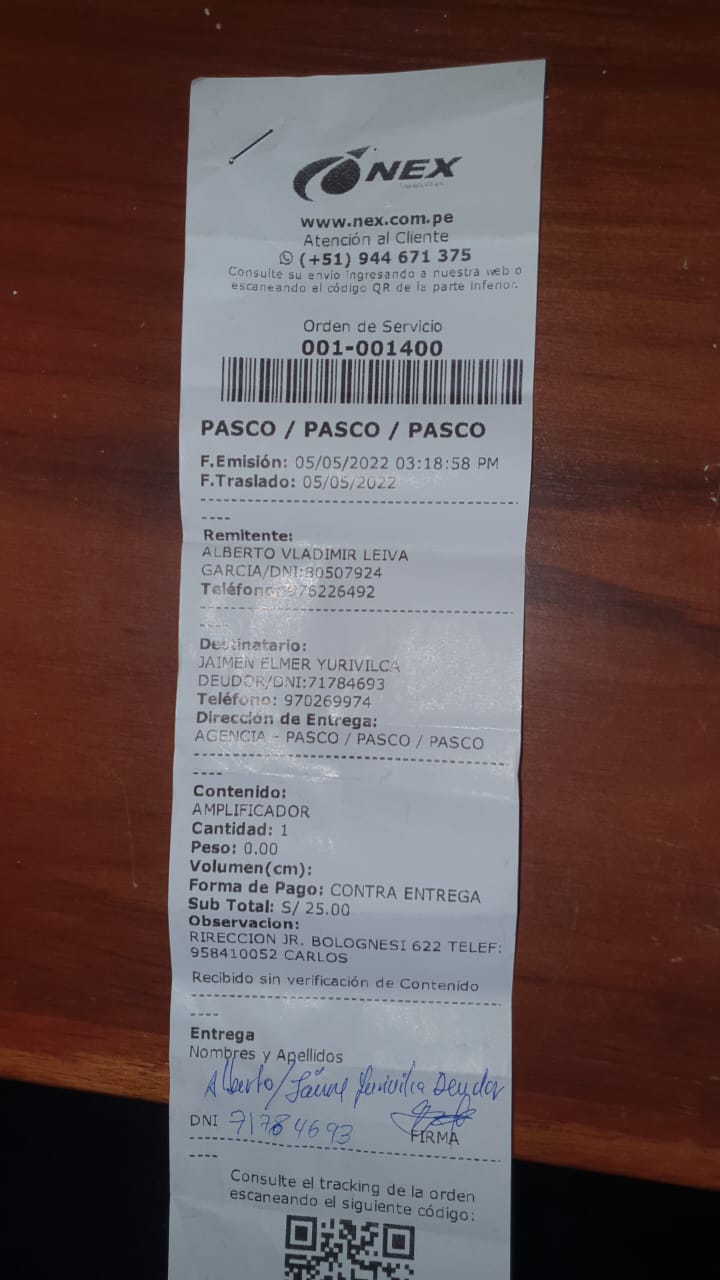 NEX
www.nex.com.pe
Atención al Cliente
(+51) 944 671 375
Consulte su envío ingresando a nuestra web o
escaneando el código QR de la parte inferior.
Orden de Servicio
001-001400
PASCO / PASCO / PASCO
F.Emisión: 05/05/2022 03:18:58 PM
F.Traslado: 05/05/2022
----
Remitente:
ALBERTO VLADIMIR LEIVA
GARCIA/DNI:80507924
Teléfono: 976226492
----
Destinatario:
JAIMEN ELMER YURIVILCA
DEUDOR/DNI:71784693
Teléfono: 970269974
Dirección de Entrega:
AGENCIA - PASCO / PASCO / PASCO
----
Contenido:
AMPLIFICADOR
Cantidad: 1
Peso: 0.00
Volumen(cm):
Forma de Pago: CONTRA ENTREGA
Sub Total: S/ 25.00
Observacion:
RIRECCION JR. BOLOGNESI 622 TELEF:
958410052 CARLOS
Recibido sin verificación de Contenido
----
Entrega
Nombres y Apellidos
Alberto/ Deudor
DNI 71784693 FIRMA
----
Consulte el tracking de la orden
escaneando el siguiente código: